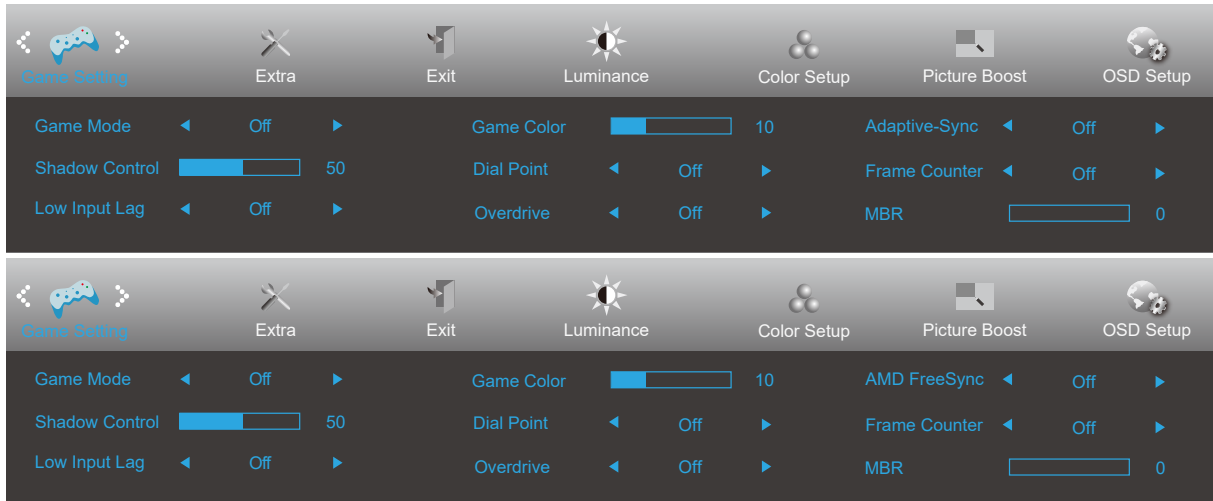 Game Setting Extra Exit Luminance Color Setup Picture Boost OSD Setup
Game Mode Off Game Color 10 Adaptive-Sync Off
Shadow Control 50 Dial Point Off Frame Counter Off
Low Input Lag Off Overdrive Off MBR 0
Game Setting Extra Exit Luminance Color Setup Picture Boost OSD Setup
Game Mode Off Game Color 10 AMD FreeSync Off
Shadow Control 50 Dial Point Off Frame Counter Off
Low Input Lag Off Overdrive Off MBR 0